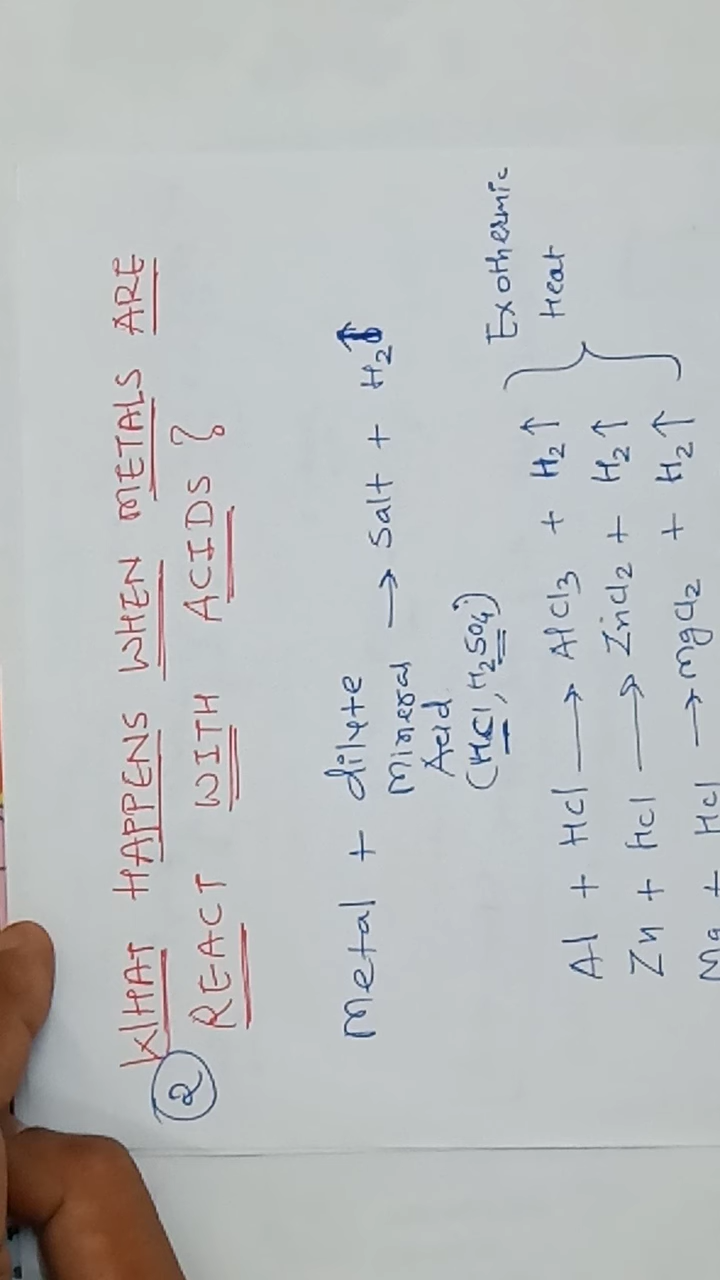 ② WHAT HAPPENS WHEN METALS ARE
REACT WITH ACIDS?
Metal + dilute → Salt + H2↑
Mineral
Acid
(HCl, H2SO4)
Al + HCl → AlCl3 + H2↑
Zn + HCl → ZnCl2 + H2↑
Mg + HCl → MgCl2 + H2↑
Exothermic
Heat